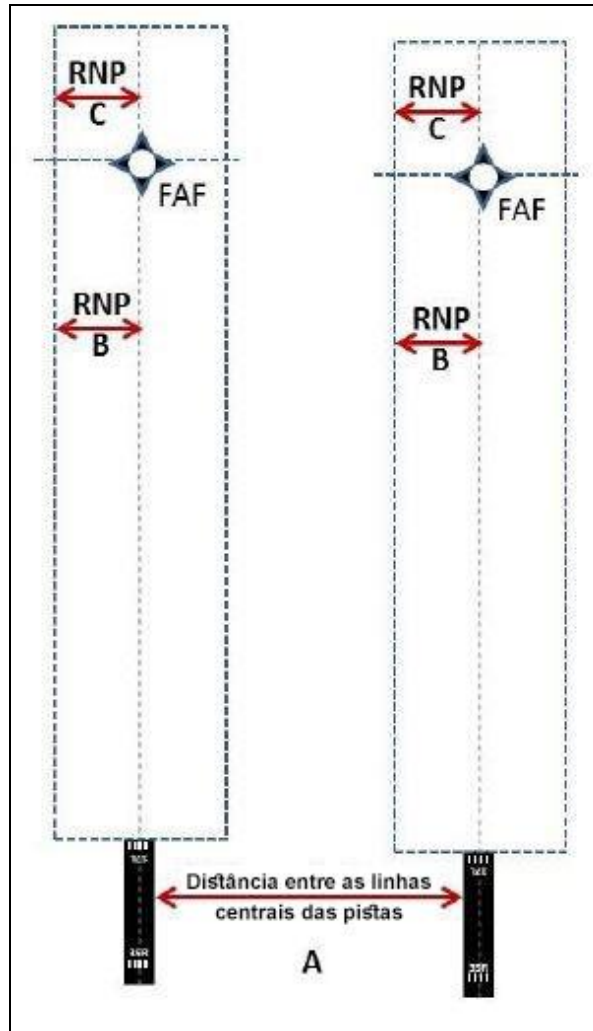 RNP
C
FAF
RNP
B
RNP
C
FAF
RNP
B
Distância entre as linhas
centrais das pistas
A